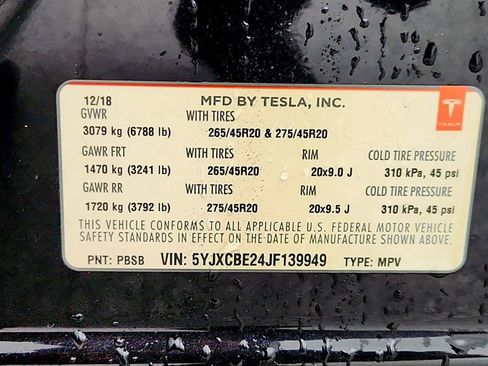 12/18 MFD BY TESLA, INC.
GVWR WITH TIRES
3079 kg (6788 lb) 265/45R20 & 275/45R20
GAWR FRT WITH TIRES RIM COLD TIRE PRESSURE
1470 kg (3241 lb) 265/45R20 20x9.0 J 310 kPa, 45 psi
GAWR RR WITH TIRES RIM COLD TIRE PRESSURE
1720 kg (3792 lb) 275/45R20 20x9.5 J 310 kPa, 45 psi
THIS VEHICLE CONFORMS TO ALL APPLICABLE U.S. FEDERAL MOTOR VEHICLE
SAFETY STANDARDS IN EFFECT ON THE DATE OF MANUFACTURE SHOWN ABOVE.
PNT: PBSB VIN: 5YJXCBE24JF139949 TYPE: MPV
TESLA